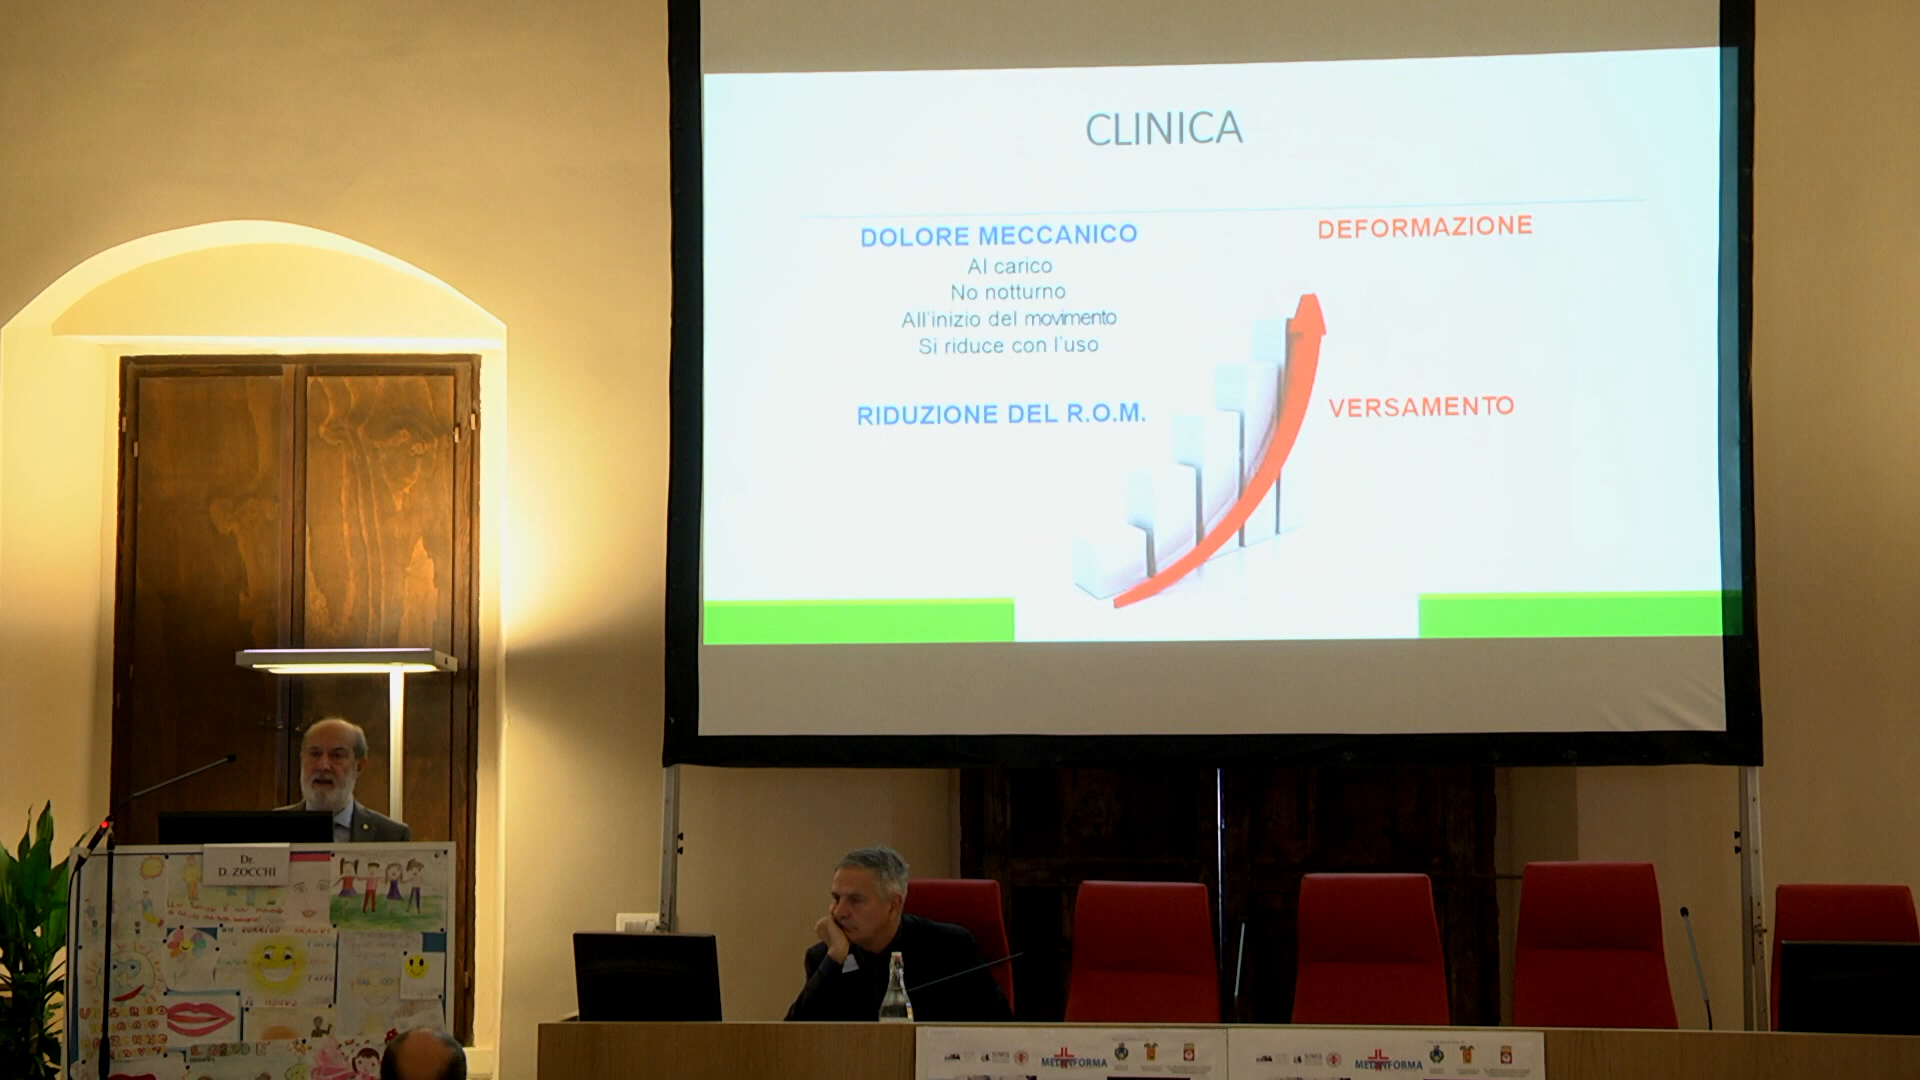 CLINICA
DOLORE MECCANICO
Al carico
No notturno
All'inizio del movimento
Si riduce con l'uso
RIDUZIONE DEL R.O.M.
DEFORMAZIONE
VERSAMENTO
Dr.
D. ZOCCHI
MEDINFORMA
MEDINFORMA